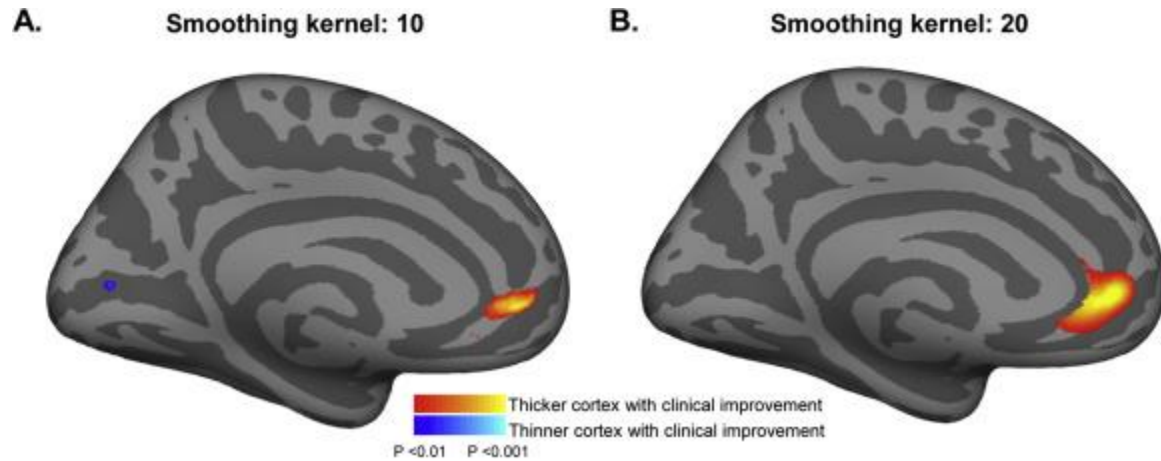 A.
Smoothing kernel: 10
B.
Smoothing kernel: 20
Thicker cortex with clinical improvement
Thinner cortex with clinical improvement
P <0.01 P <0.001